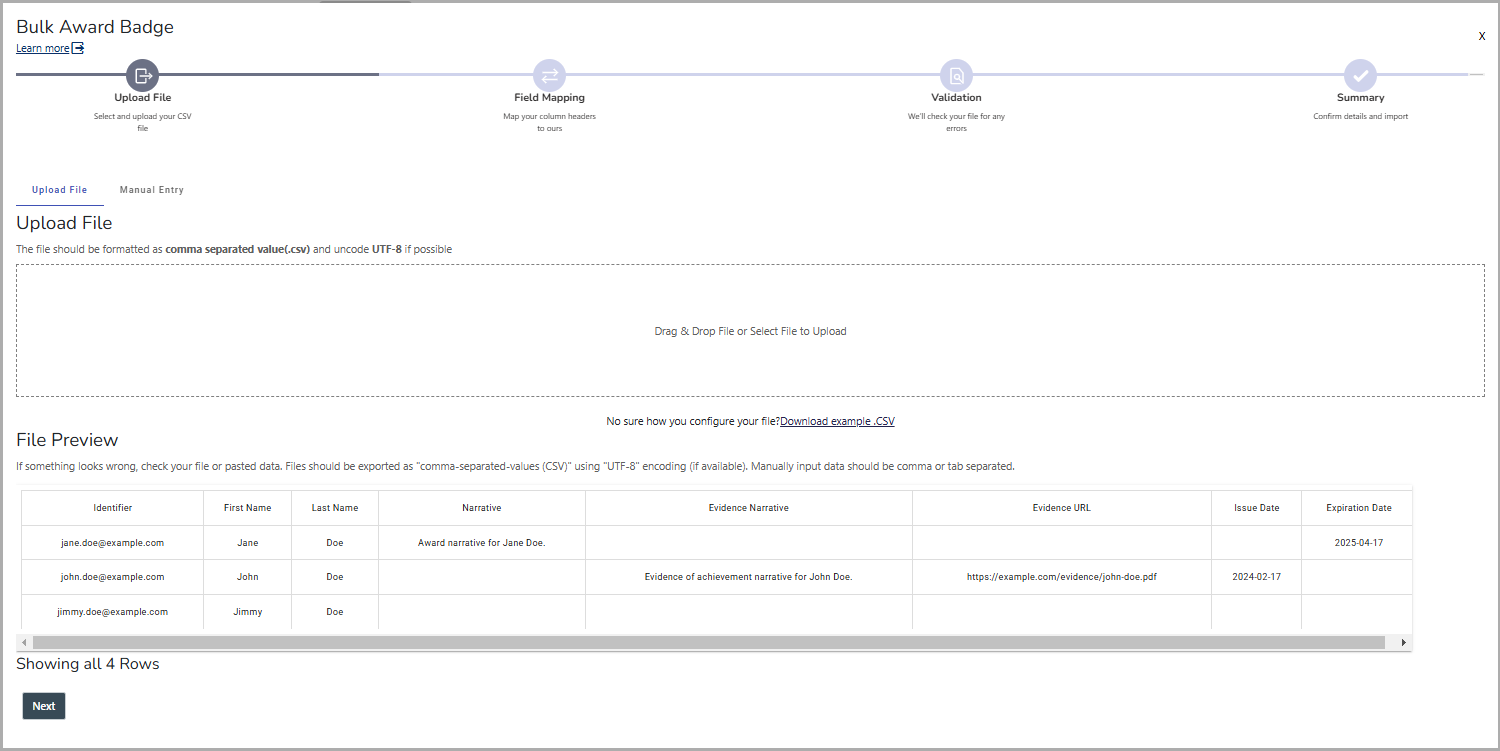 Bulk Award Badge
Learn more
X
Upload File
Select and upload your CSV
file
Field Mapping
Map your column headers
to ours
Validation
We'll check your file for any
errors
Summary
Confirm details and import
Upload File Manual Entry
Upload File
The file should be formatted as comma separated value(.csv) and uncode UTF-8 if possible
Drag & Drop File or Select File to Upload
No sure how you configure your file?Download example .CSV
File Preview
If something looks wrong, check your file or pasted data. Files should be exported as "comma-separated-values (CSV)" using "UTF-8" encoding (if available). Manually input data should be comma or tab separated.
Identifier First Name Last Name Narrative Evidence Narrative Evidence URL Issue Date Expiration Date
jane.doe@example.com Jane Doe Award narrative for Jane Doe. 2025-04-17
john.doe@example.com John Doe Evidence of achievement narrative for John Doe. https://example.com/evidence/john-doe.pdf 2024-02-17
jimmy.doe@example.com Jimmy Doe
Showing all 4 Rows
Next